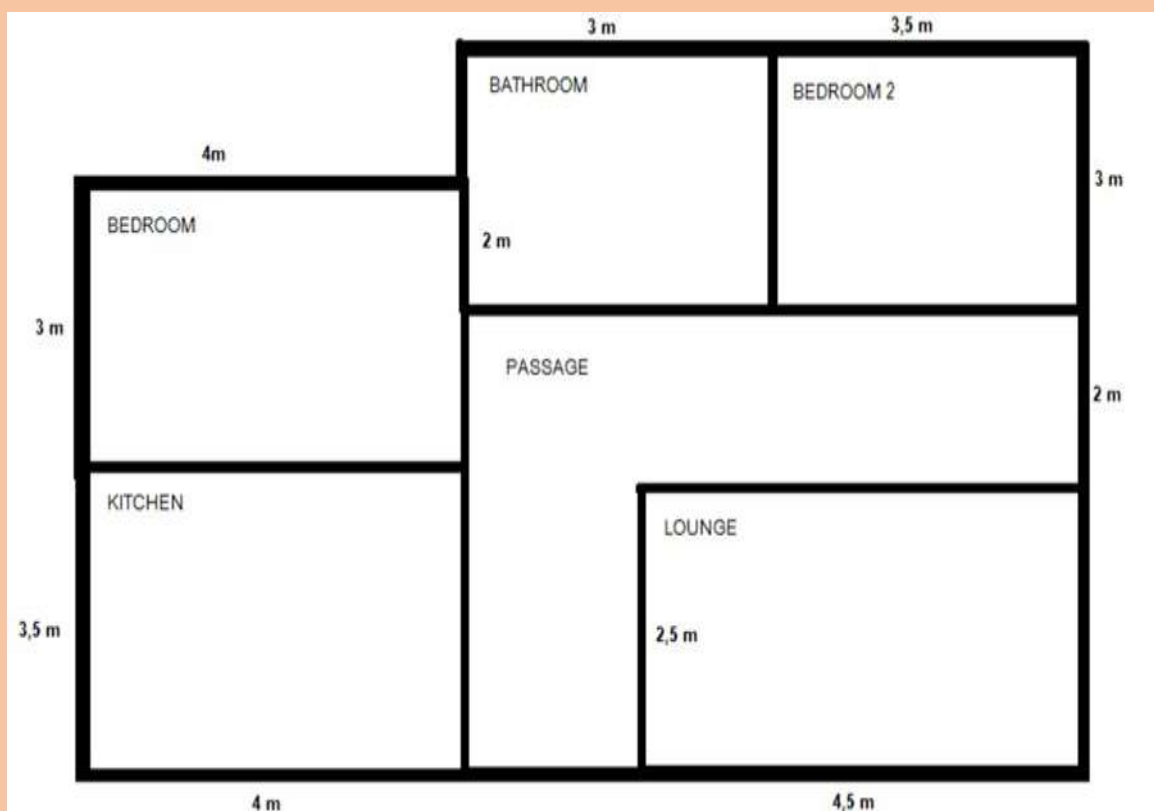 3 m
3,5 m
BATHROOM
BEDROOM 2
4m
3 m
BEDROOM
2 m
3 m
PASSAGE
2 m
KITCHEN
LOUNGE
3,5 m
2,5 m
4 m
4,5 m